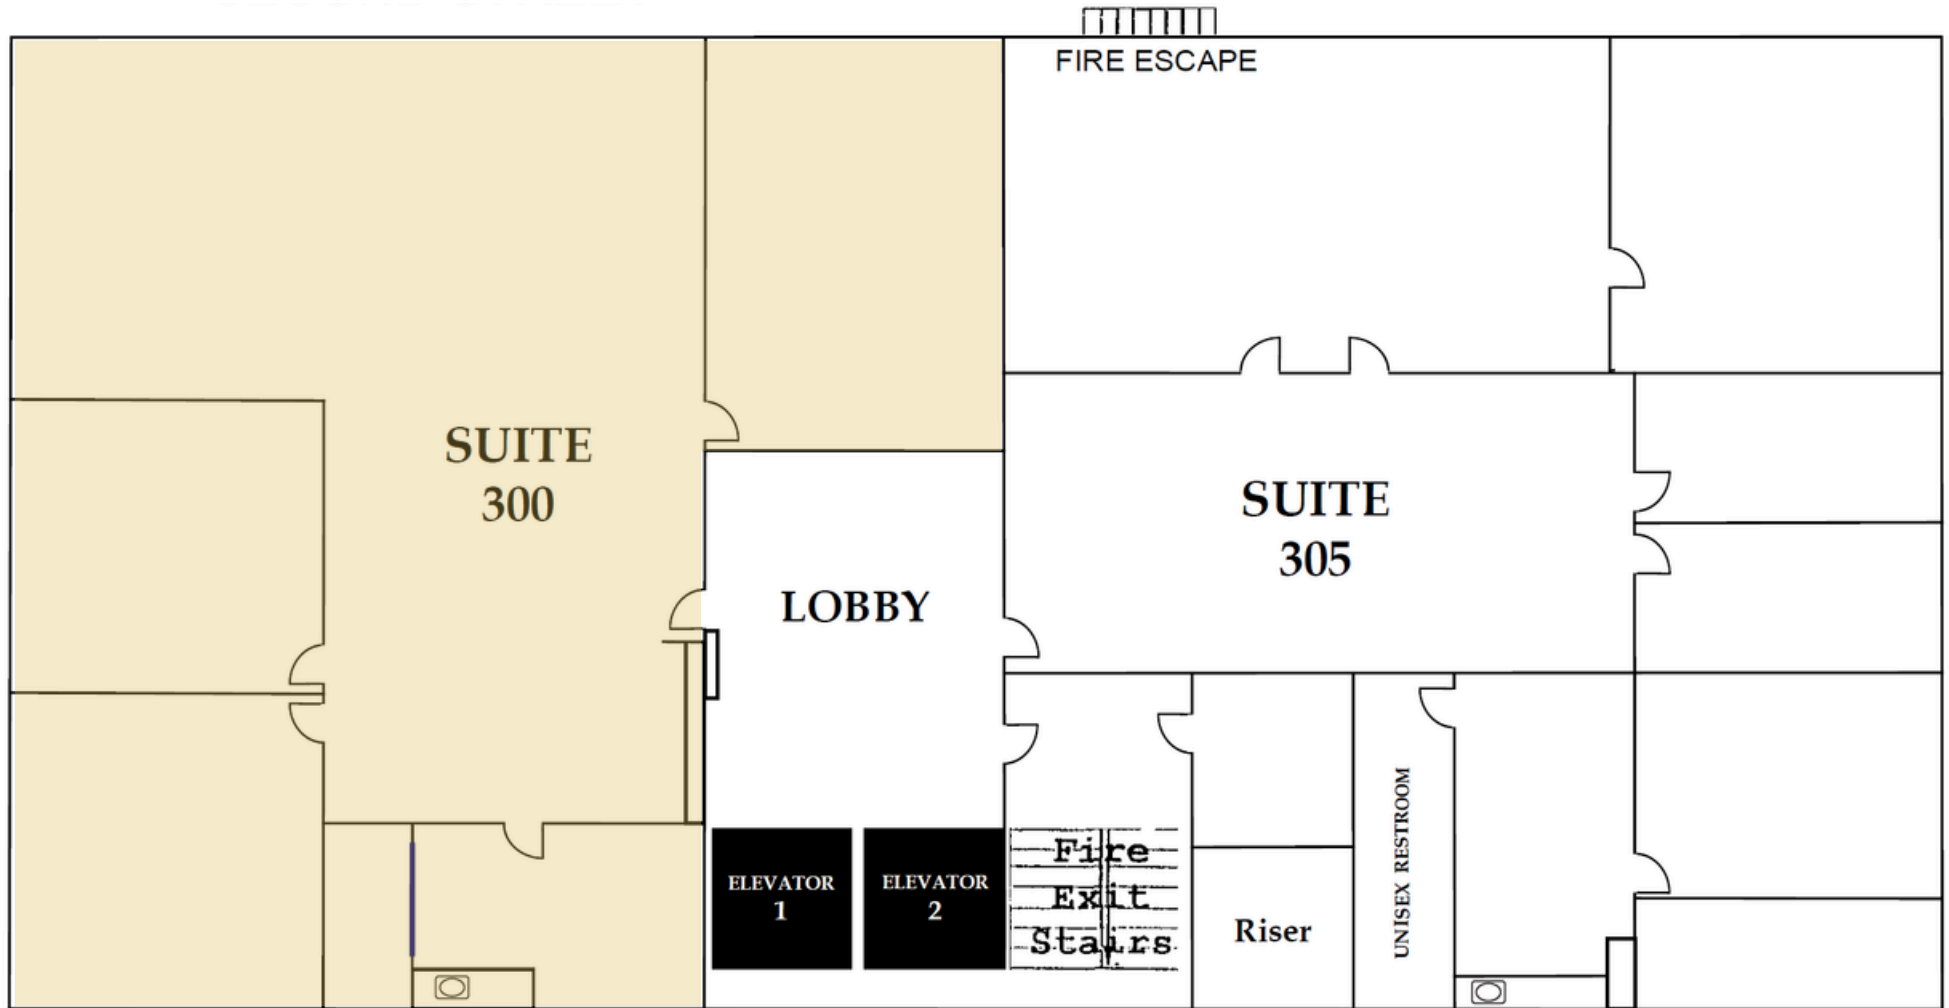 FIRE ESCAPE
SUITE
300
SUITE
305
LOBBY
ELEVATOR
1
ELEVATOR
2
Fire
Exit
Stairs
Riser
UNISEX RESTROOM